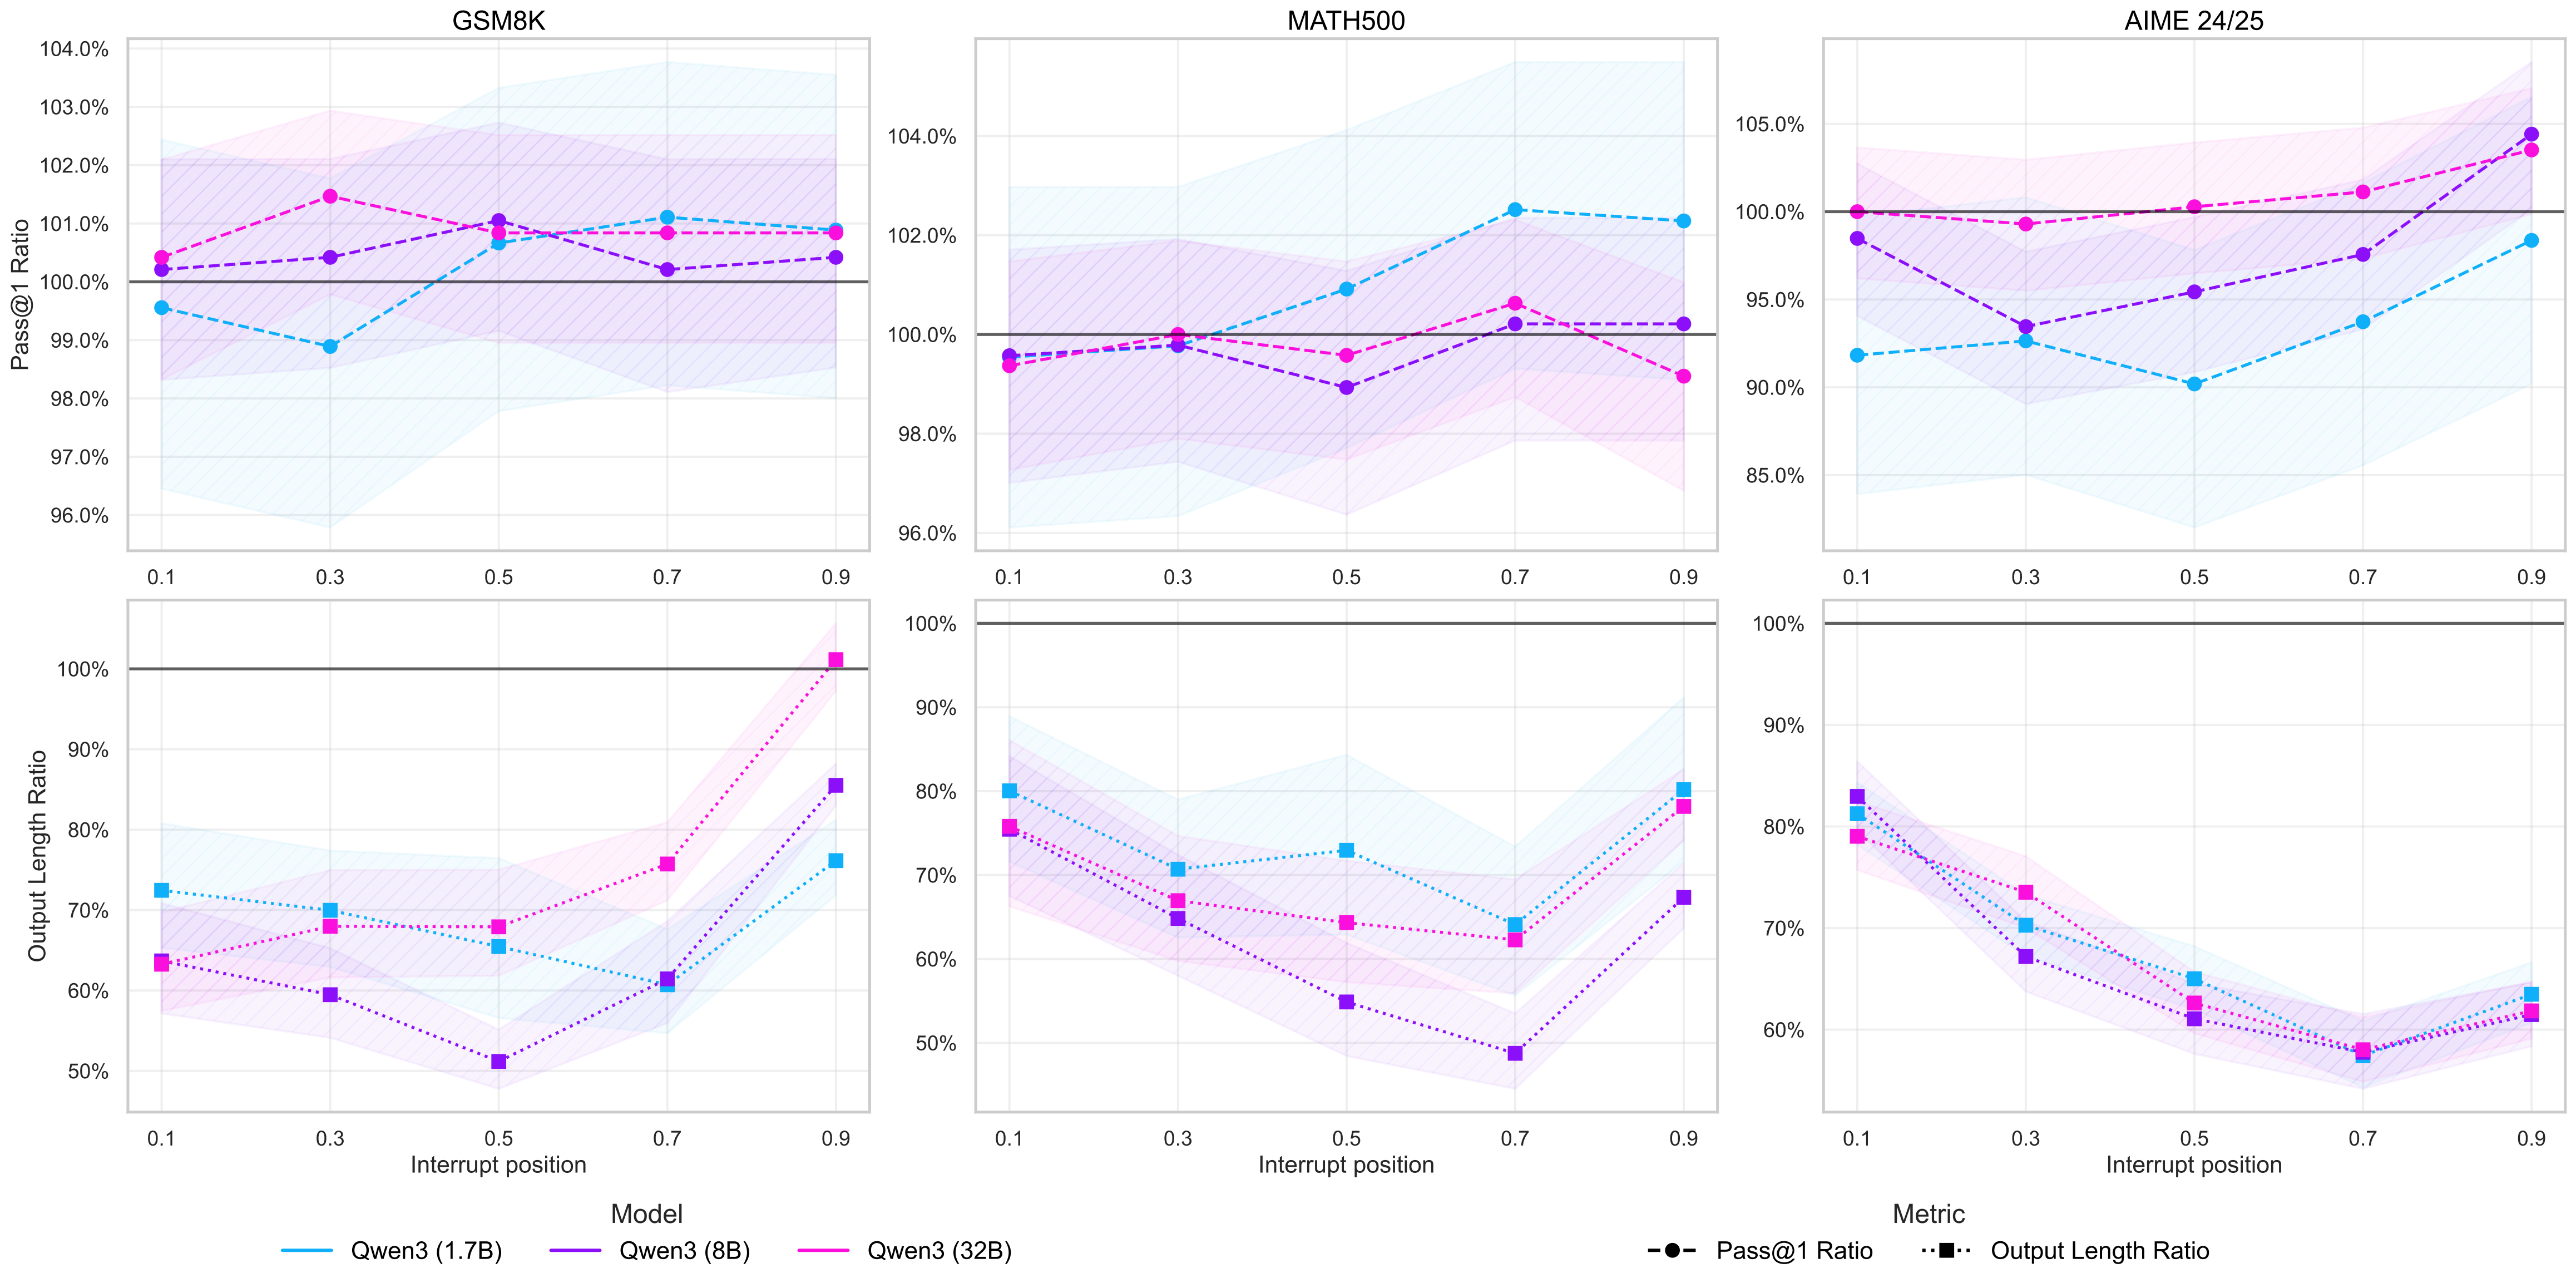 GSM8K
MATH500
AIME 24/25
Pass@1 Ratio
104.0%
103.0%
102.0%
101.0%
100.0%
99.0%
98.0%
97.0%
96.0%
0.1 0.3 0.5 0.7 0.9
104.0%
102.0%
100.0%
98.0%
96.0%
0.1 0.3 0.5 0.7 0.9
105.0%
100.0%
95.0%
90.0%
85.0%
0.1 0.3 0.5 0.7 0.9
Output Length Ratio
100%
90%
80%
70%
60%
50%
0.1 0.3 0.5 0.7 0.9
Interrupt position
100%
90%
80%
70%
60%
50%
0.1 0.3 0.5 0.7 0.9
Interrupt position
100%
90%
80%
70%
60%
0.1 0.3 0.5 0.7 0.9
Interrupt position
Model
Qwen3 (1.7B) Qwen3 (8B) Qwen3 (32B)
Metric
Pass@1 Ratio Output Length Ratio